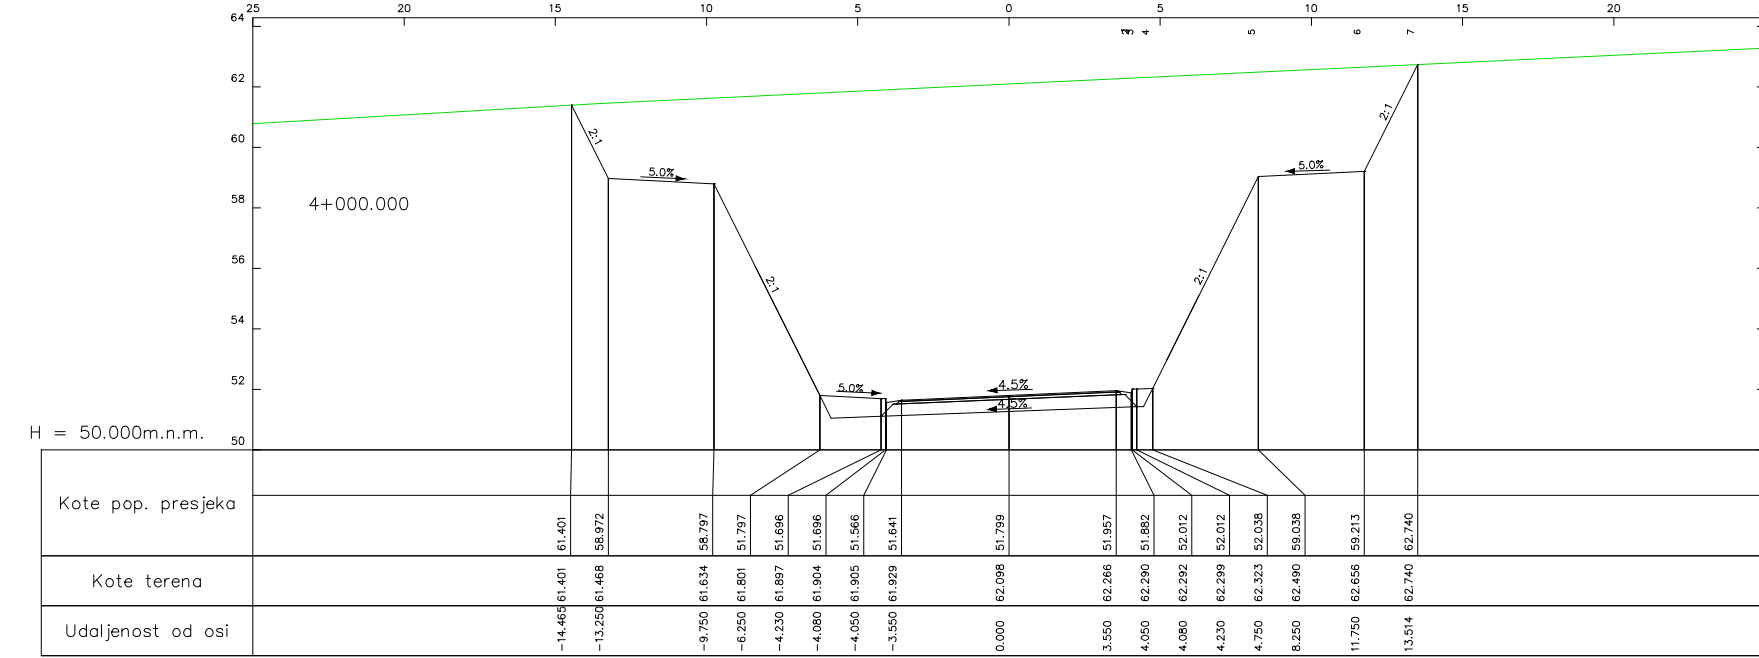 25 20 15 10 5 0 5 10 15 20
64
3 4 5 6 7
62
2:1 2:1
60
5.0% 5.0%
58
4+000.000
56
2:1 2:1
54
52
5.0% 4.5%
4.5%
H = 50.000m.n.m.
50
Kote pop. presjeka
61.401 58.972 58.797 51.797 51.696 51.696 51.566 51.641 51.799 51.957 51.882 52.012 52.012 52.038 59.038 59.213 62.740
Kote terena
61.401 61.468 61.634 61.801 61.897 61.904 61.905 61.929 62.098 62.266 62.290 62.292 62.299 62.323 62.490 62.656 62.740
Udaljenost od osi
-14.465 -13.250 -9.750 -6.250 -4.230 -4.080 -4.050 -3.550 0.000 3.550 4.050 4.080 4.230 4.750 8.250 11.750 13.514